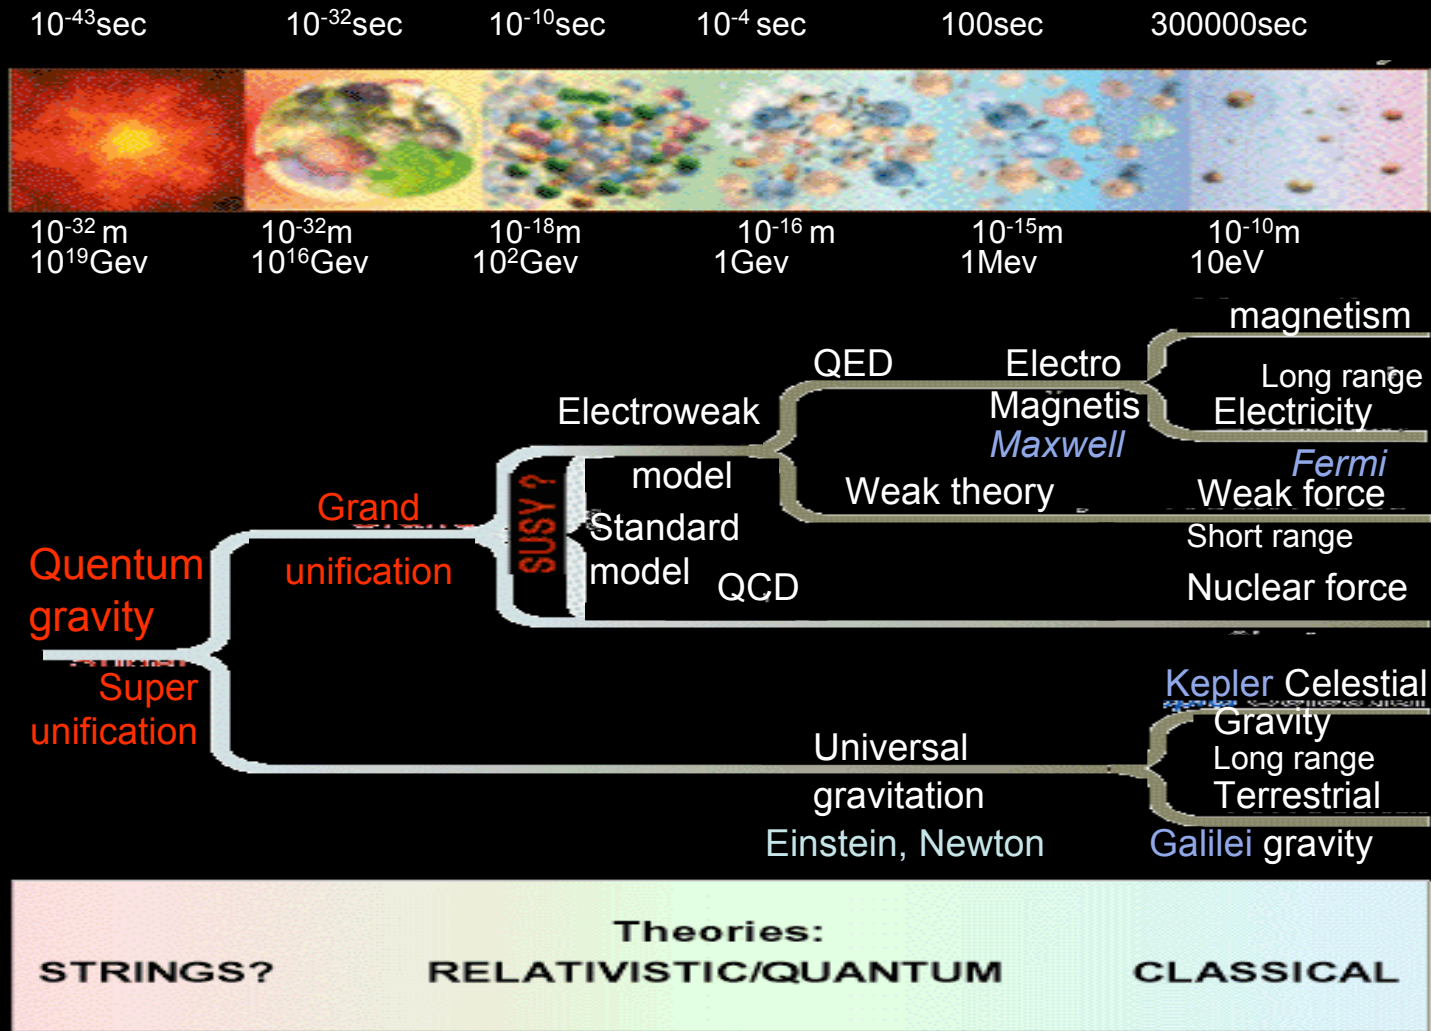 10⁻⁴³sec 10⁻³²sec 10⁻¹⁰sec 10⁻⁴ sec 100sec 300000sec
10⁻³² m 10⁻³²m 10⁻¹⁸m 10⁻¹⁶ m 10⁻¹⁵m 10⁻¹⁰m
10¹⁹Gev 10¹⁶Gev 10²Gev 1Gev 1Mev 10eV
magnetism
QED Electro
Long range
Electroweak Magnetis Electricity
Maxwell Fermi
model Weak theory Weak force
Grand
SUSY ?
Standard Short range
Quentum unification model QCD Nuclear force
gravity
Super Kepler Celestial
unification Gravity
Universal Long range
gravitation Terrestrial
Einstein, Newton Galilei gravity
Theories:
STRINGS? RELATIVISTIC/QUANTUM CLASSICAL